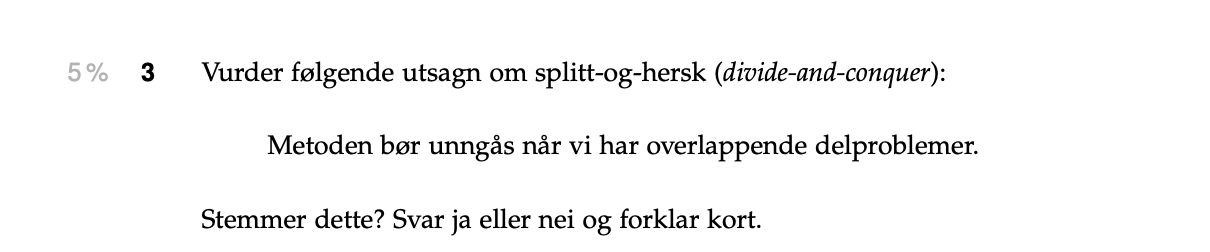 5 % 3 Vurder følgende utsagn om splitt-og-hersk (divide-and-conquer):
Metoden bør unngås når vi har overlappende delproblemer.
Stemmer dette? Svar ja eller nei og forklar kort.